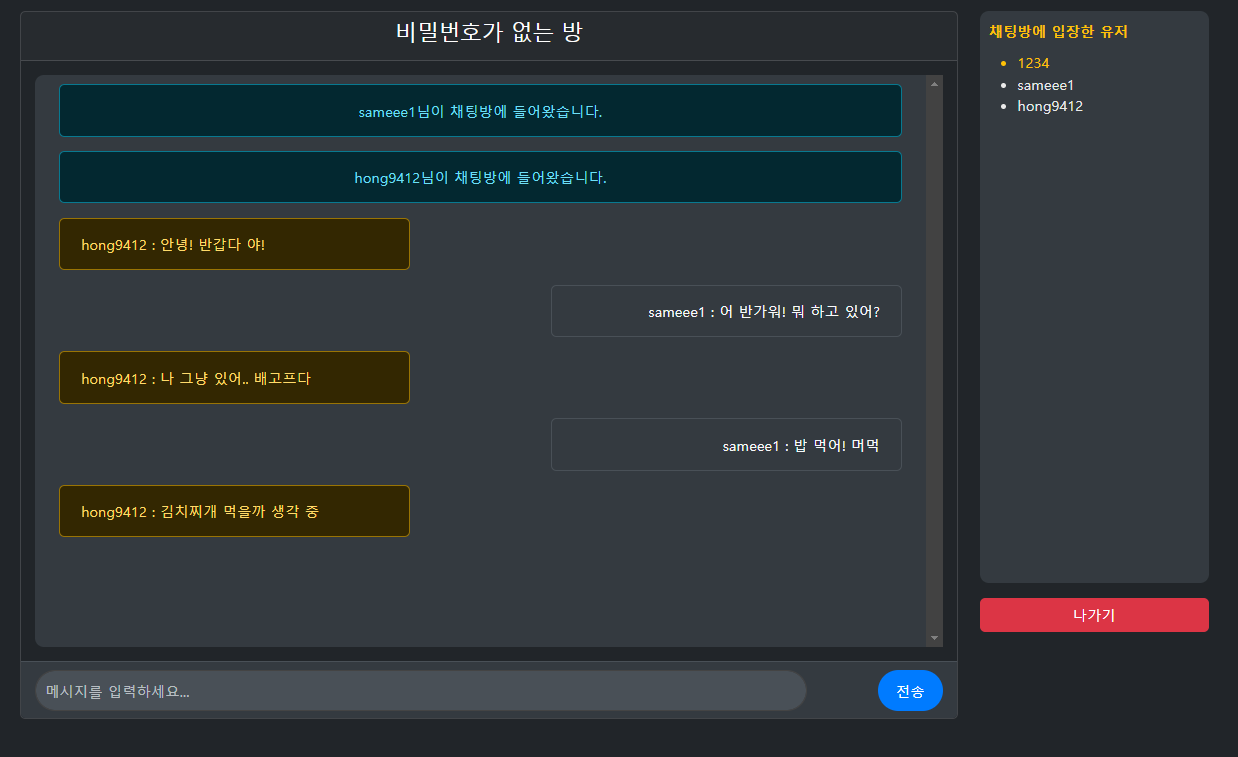 비밀번호가 없는 방
sameee1님이 채팅방에 들어왔습니다.
hong9412님이 채팅방에 들어왔습니다.
hong9412 : 안녕! 반갑다 야!
sameee1 : 어 반가워! 뭐 하고 있어?
hong9412 : 나 그냥 있어.. 배고프다
sameee1 : 밥 먹어! 머먹
hong9412 : 김치찌개 먹을까 생각 중
메시지를 입력하세요...
전송
채팅방에 입장한 유저
1234
sameee1
hong9412
나가기